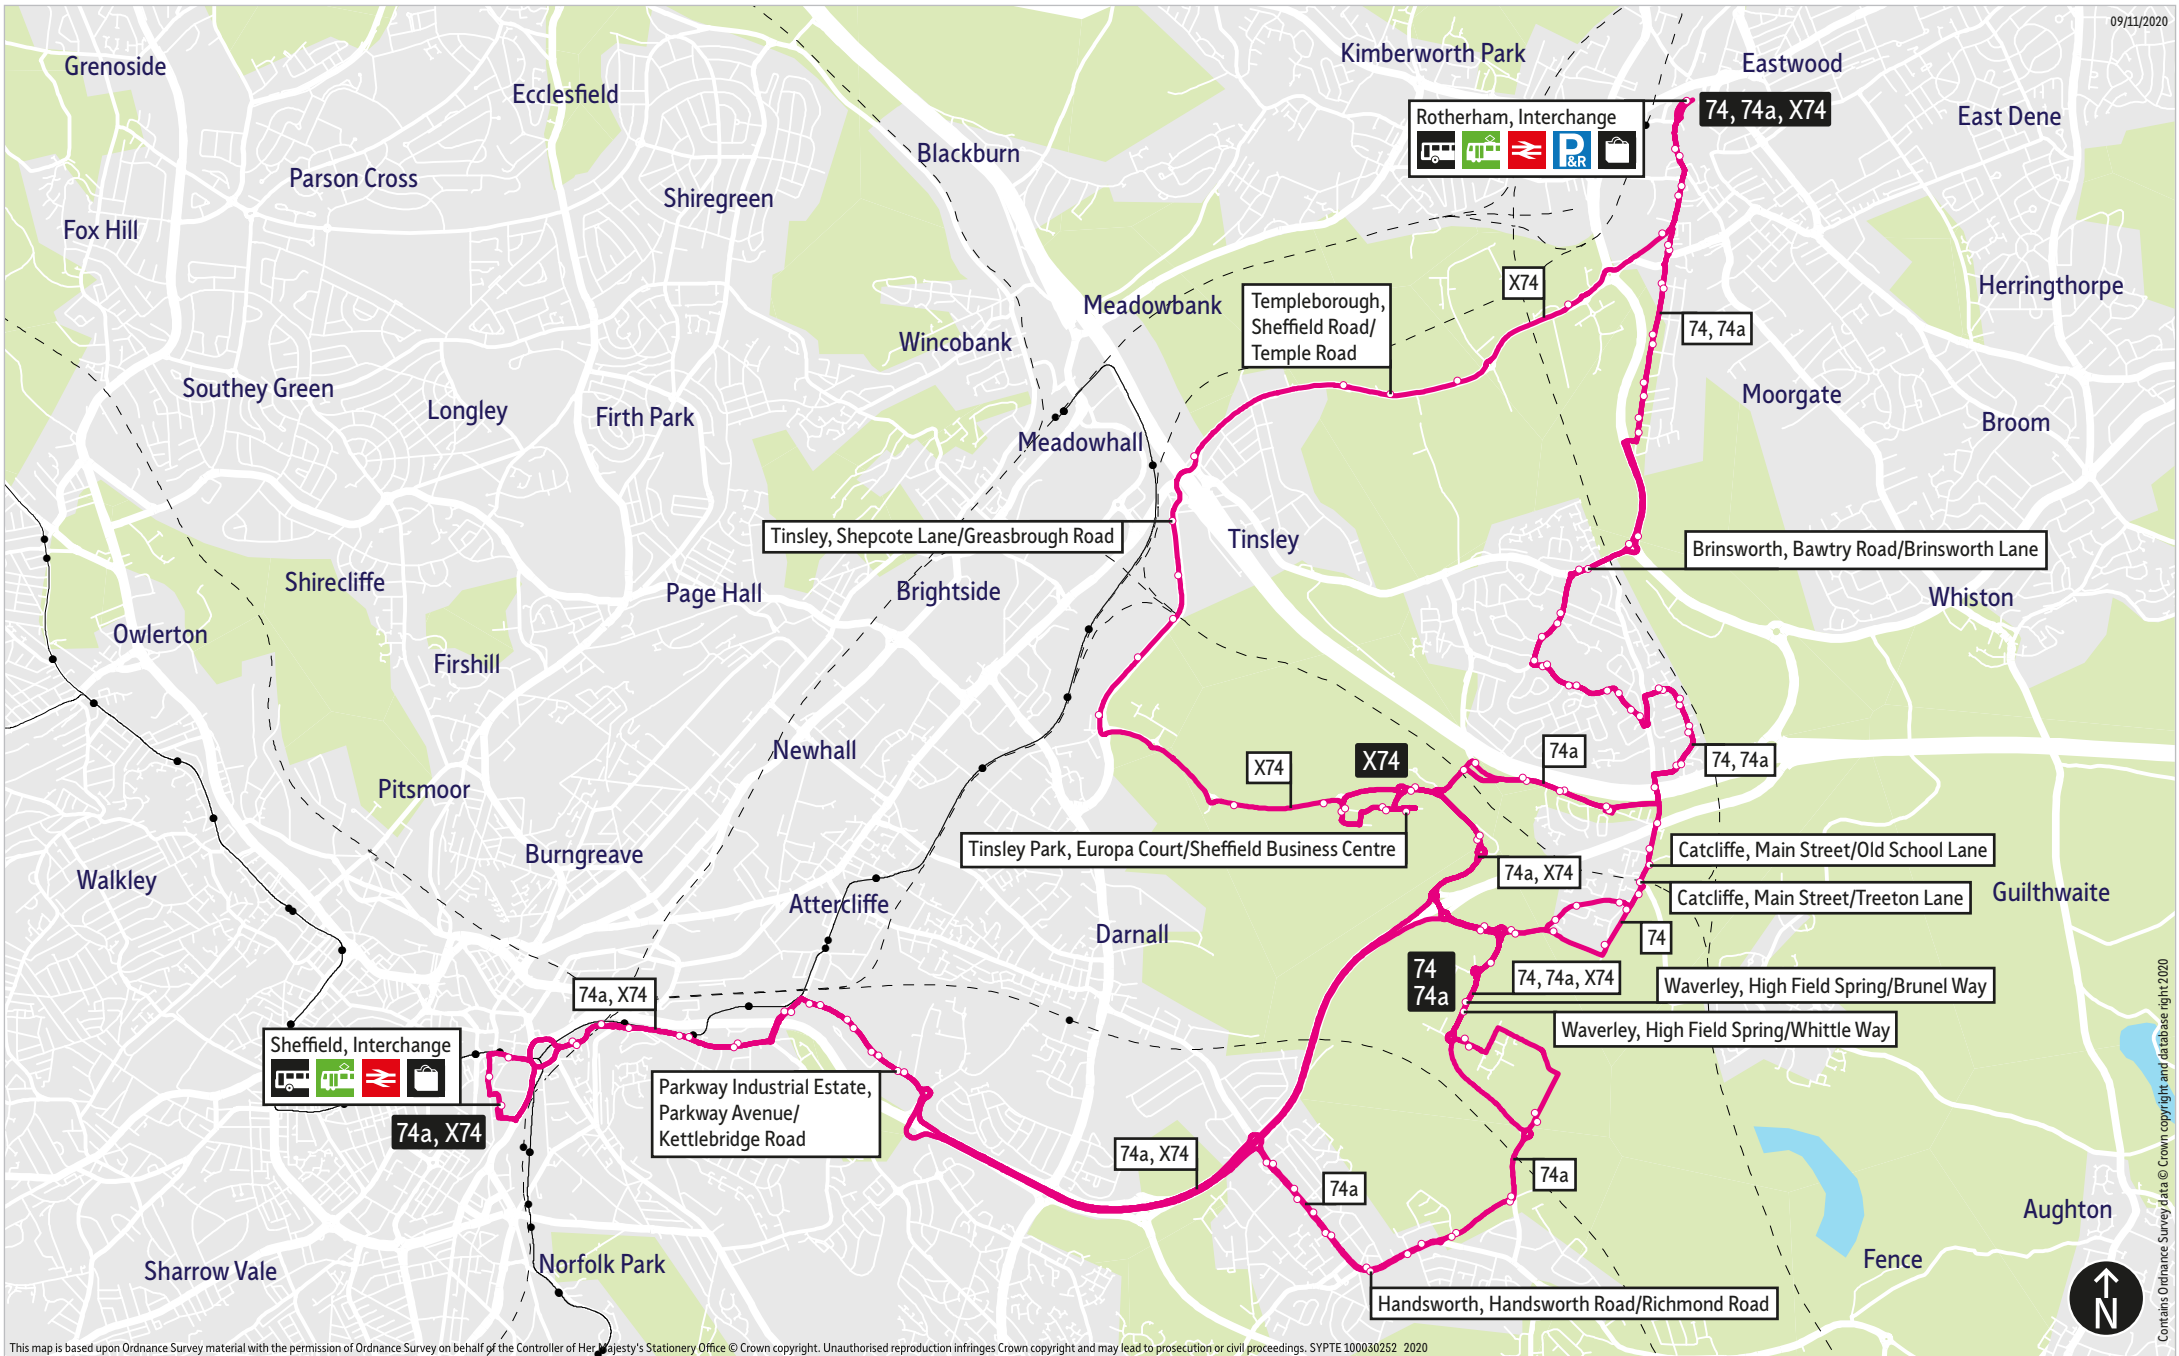 09/11/2020
Kimberworth Park
Grenoside
Eastwood
Ecclesfield
Rotherham, Interchange
P&R
74, 74a, X74
East Dene
Blackburn
Parson Cross
Shiregreen
Fox Hill
X74
Herringthorpe
Meadowbank
Templeborough,
Sheffield Road/
Temple Road
74, 74a
Wincobank
Southey Green
Longley
Firth Park
Moorgate
Broom
Meadowhall
Tinsley, Shepcote Lane/Greasbrough Road
Tinsley
Brinsworth, Bawtry Road/Brinsworth Lane
Shirecliffe
Page Hall
Brightside
Whiston
Owlerton
Firshill
Newhall
X74
X74
74a
74, 74a
Pitsmoor
Tinsley Park, Europa Court/Sheffield Business Centre
Catcliffe, Main Street/Old School Lane
Burngreave
74a, X74
Walkley
Catcliffe, Main Street/Treeton Lane
Guilthwaite
Attercliffe
Darnall
74
74
74a
74, 74a, X74
Waverley, High Field Spring/Brunel Way
74a, X74
Waverley, High Field Spring/Whittle Way
Sheffield, Interchange
Parkway Industrial Estate,
Parkway Avenue/
Kettlebridge Road
74a, X74
74a, X74
74a
74a
Aughton
Norfolk Park
Sharrow Vale
Fence
Handsworth, Handsworth Road/Richmond Road
N
Contains Ordnance Survey data © Crown copyright and database right 2020
This map is based upon Ordnance Survey material with the permission of Ordnance Survey on behalf of the Controller of Her Majesty's Stationery Office © Crown copyright. Unauthorised reproduction infringes Crown copyright and may lead to prosecution or civil proceedings. SYPTE 100030252 2020